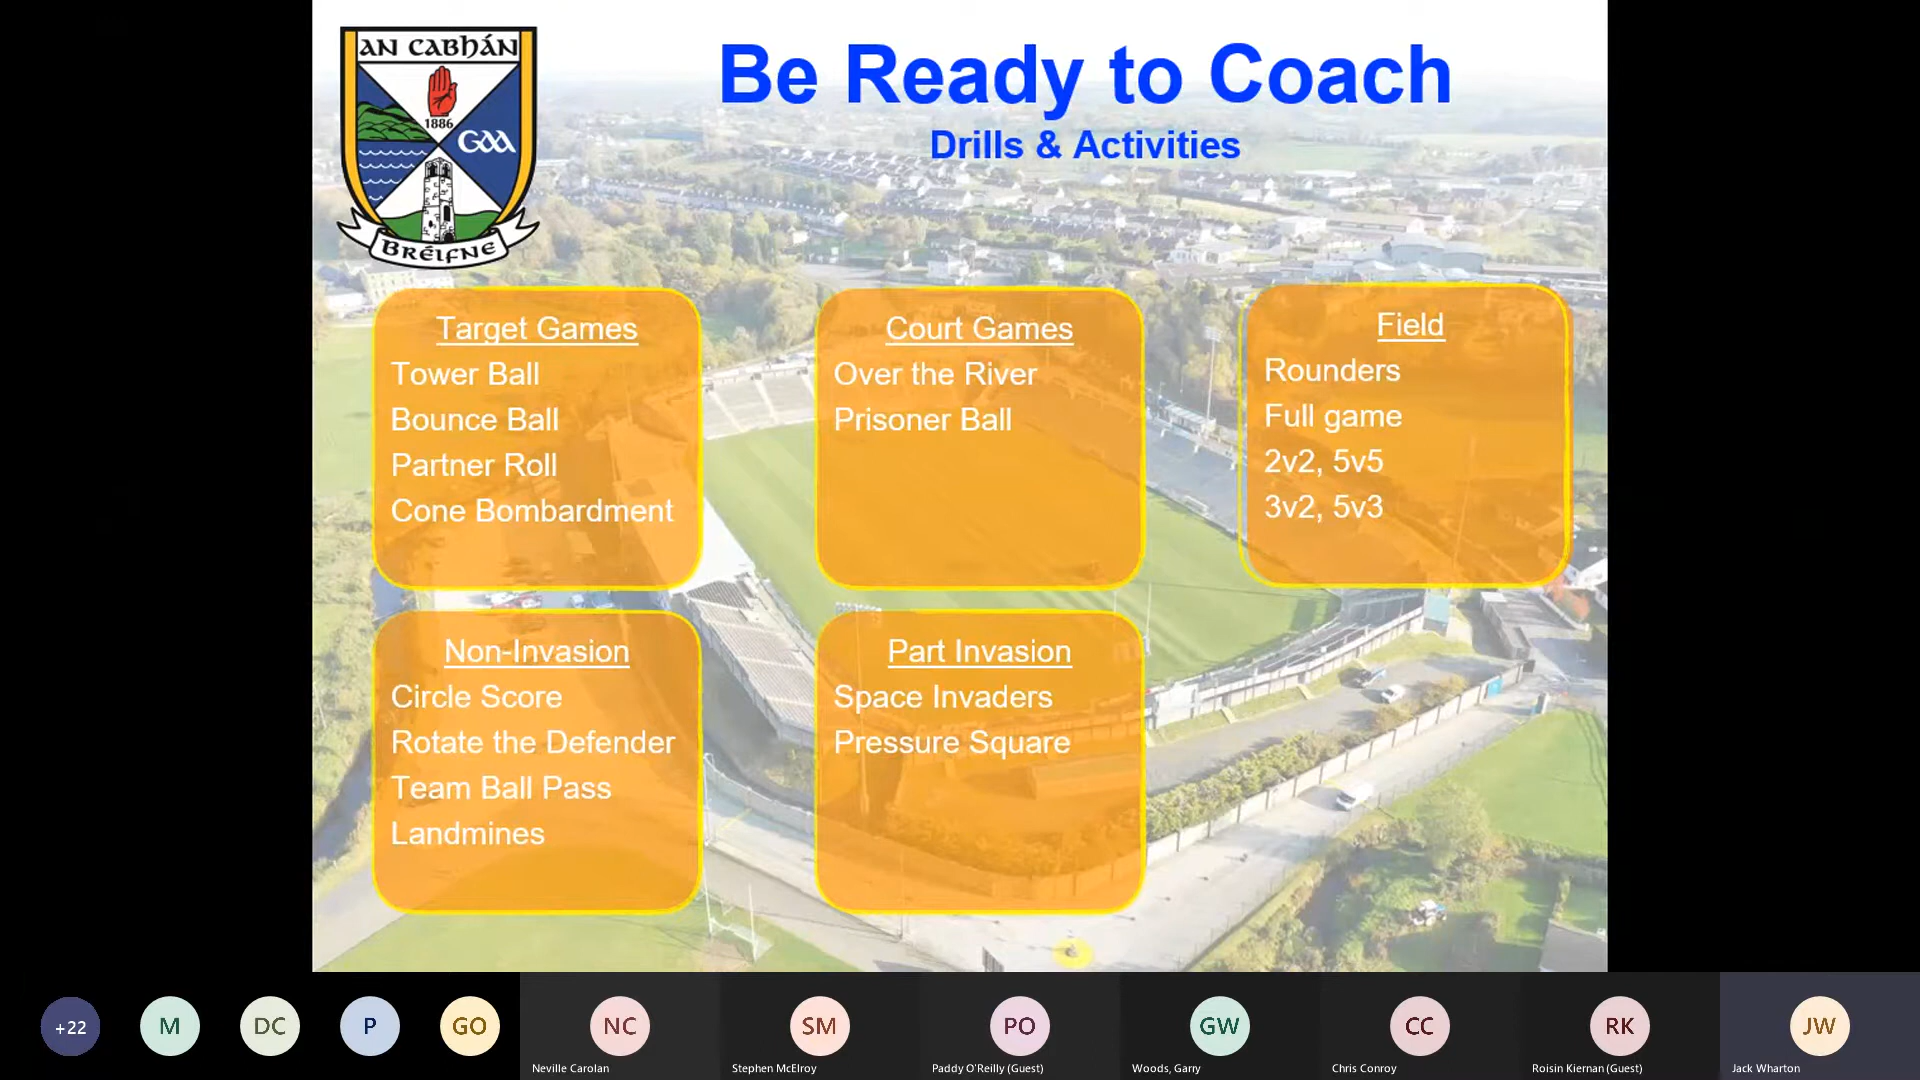 AN CABHÁN
1886
GAA
BRÉIFNE
Be Ready to Coach
Drills & Activities
Target Games
Tower Ball
Bounce Ball
Partner Roll
Cone Bombardment
Court Games
Over the River
Prisoner Ball
Field
Rounders
Full game
2v2, 5v5
3v2, 5v3
Non-Invasion
Circle Score
Rotate the Defender
Team Ball Pass
Landmines
Part Invasion
Space Invaders
Pressure Square
+22
M
DC
P
GO
NC
Neville Carolan
SM
Stephen McElroy
PO
Paddy O'Reilly (Guest)
GW
Woods, Garry
CC
Chris Conroy
RK
Roisin Kiernan (Guest)
JW
Jack Wharton